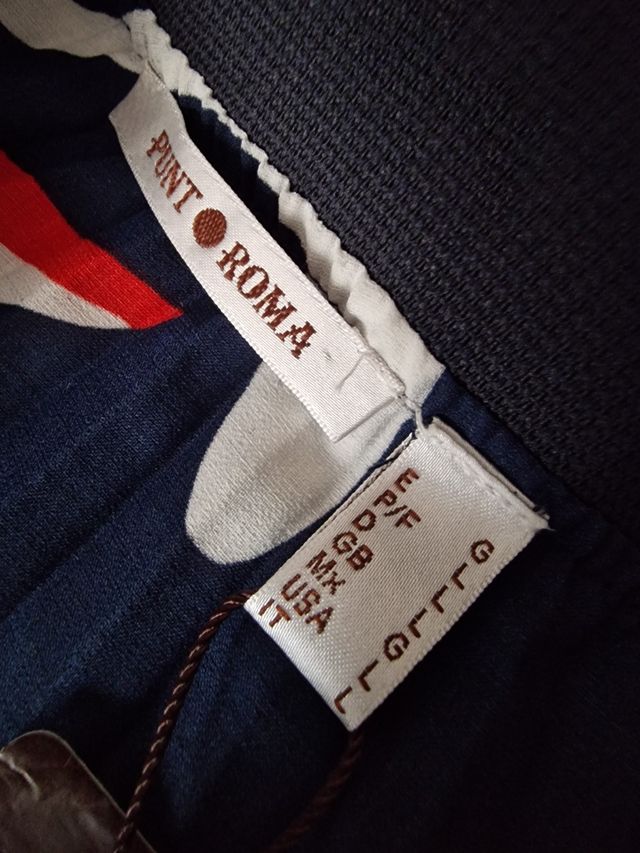 PUNT ● ROMA
E G
P/F L
D L
GB L
Mx G
USA L
IT L